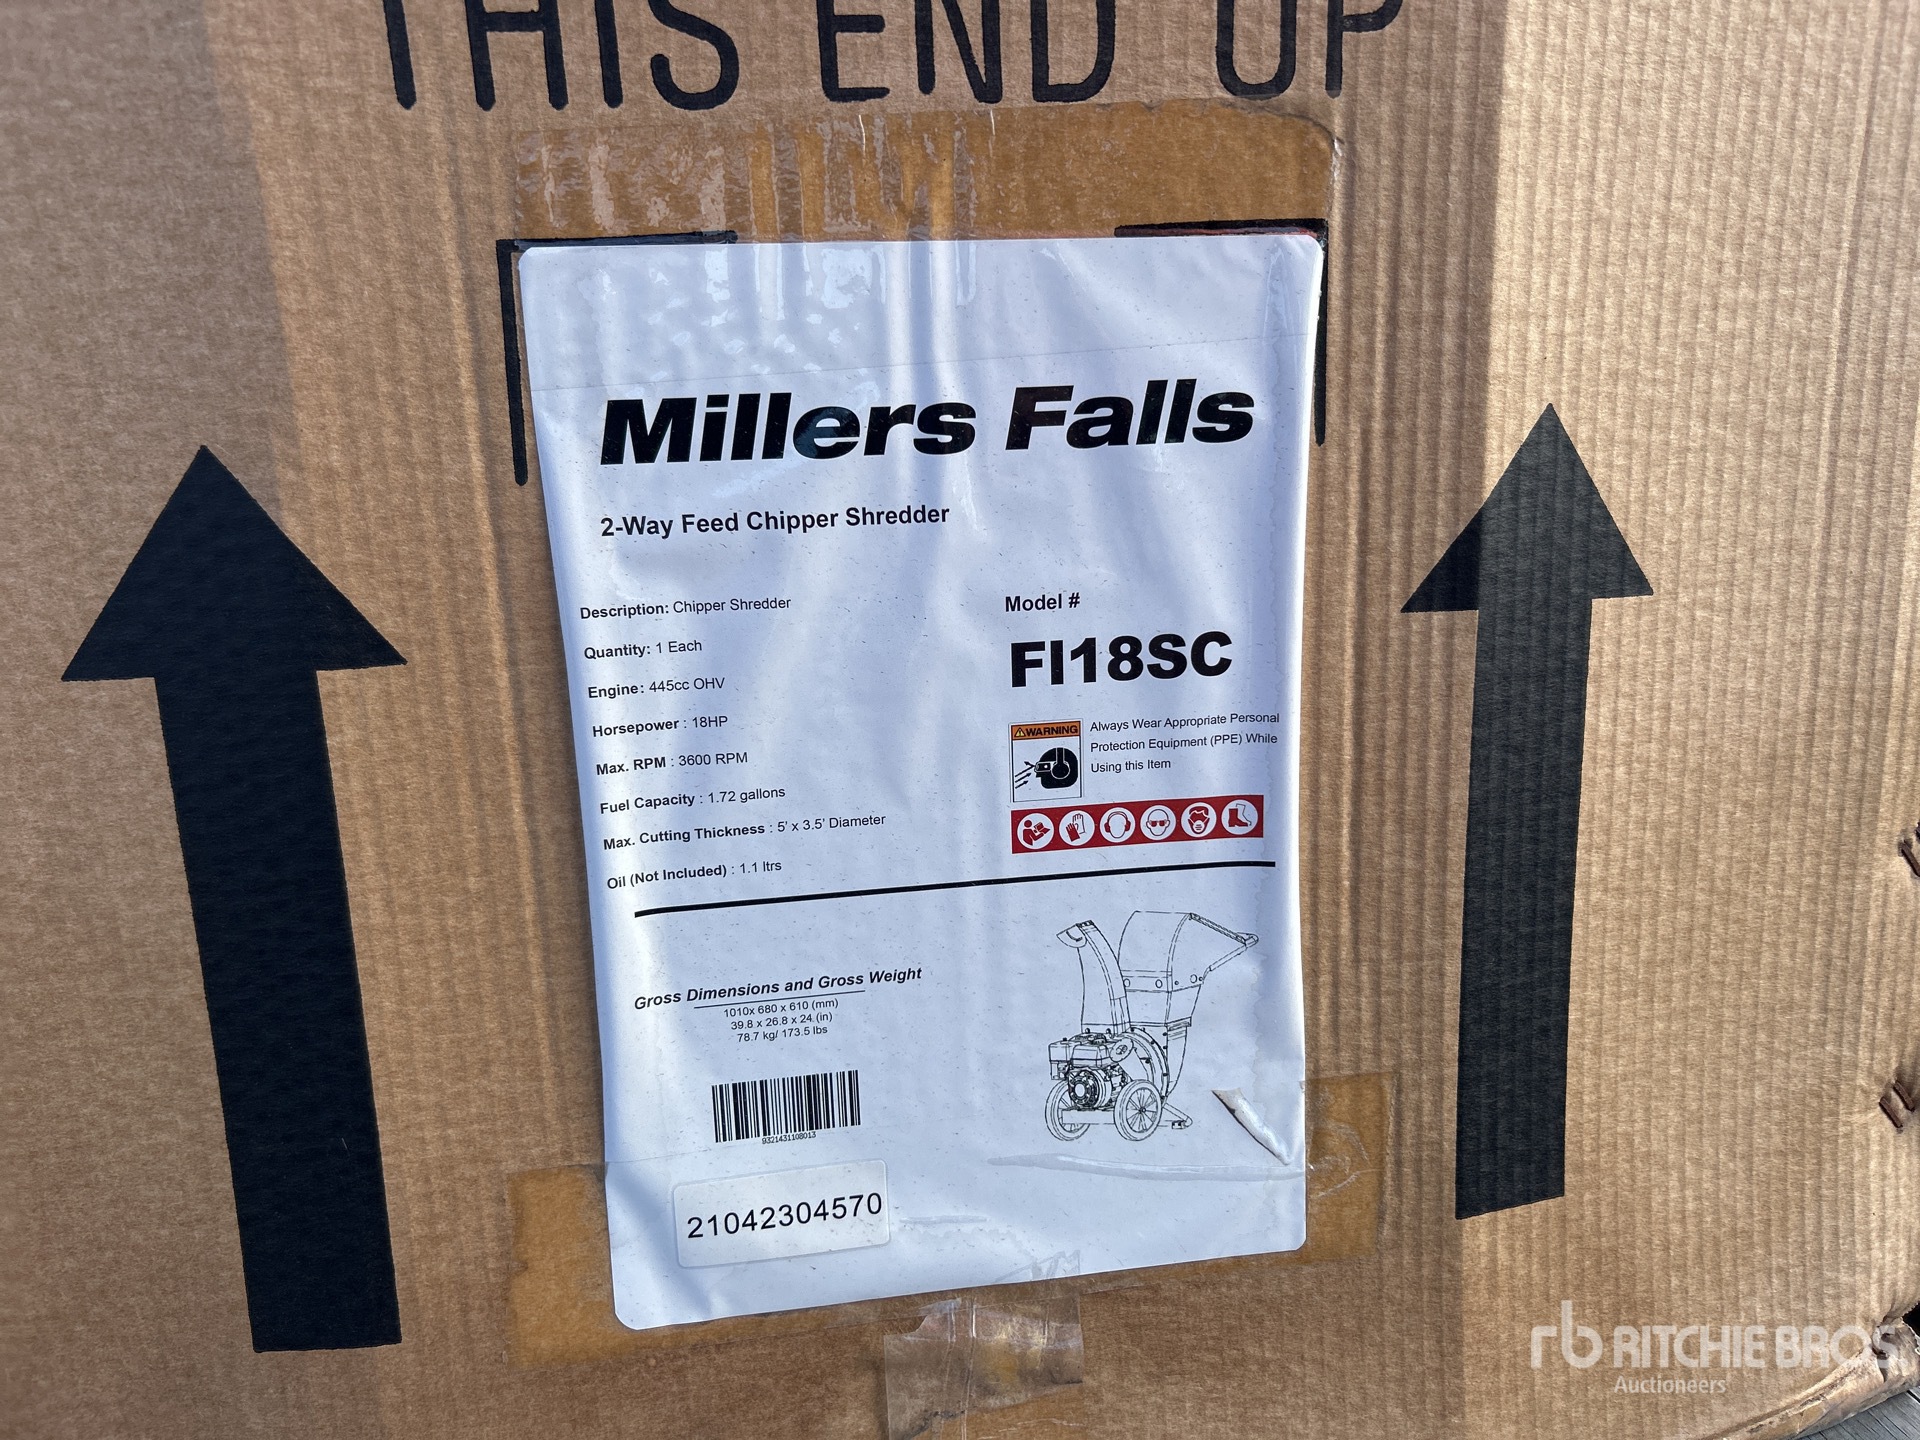 THIS END UP
Millers Falls
2-Way Feed Chipper Shredder
Description: Chipper Shredder
Quantity: 1 Each
Engine: 445cc OHV
Horsepower : 18HP
Max. RPM : 3600 RPM
Fuel Capacity : 1.72 gallons
Max. Cutting Thickness : 5' x 3.5' Diameter
Oil (Not Included) : 1.1 ltrs
Model #
FI18SC
WARNING
Always Wear Appropriate Personal
Protection Equipment (PPE) While
Using this Item
Gross Dimensions and Gross Weight
1010x 680 x 610 (mm)
39.8 x 26.8 x 24 (in)
78.7 kg/ 173.5 lbs
9321431108013
21042304570
rb RITCHIE BROS.
Auctioneers